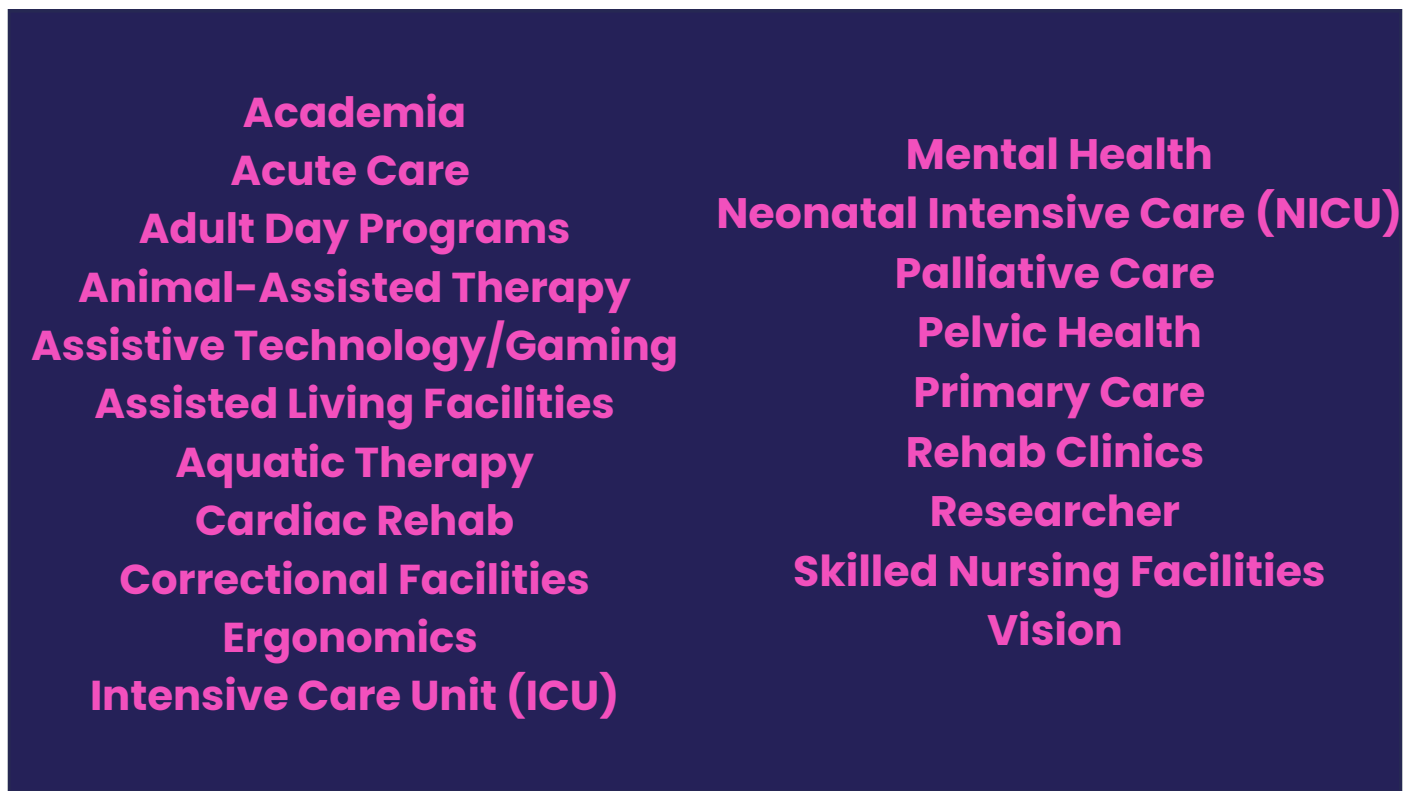 Academia
Acute Care
Adult Day Programs
Animal-Assisted Therapy
Assistive Technology/Gaming
Assisted Living Facilities
Aquatic Therapy
Cardiac Rehab
Correctional Facilities
Ergonomics
Intensive Care Unit (ICU)
Mental Health
Neonatal Intensive Care (NICU)
Palliative Care
Pelvic Health
Primary Care
Rehab Clinics
Researcher
Skilled Nursing Facilities
Vision